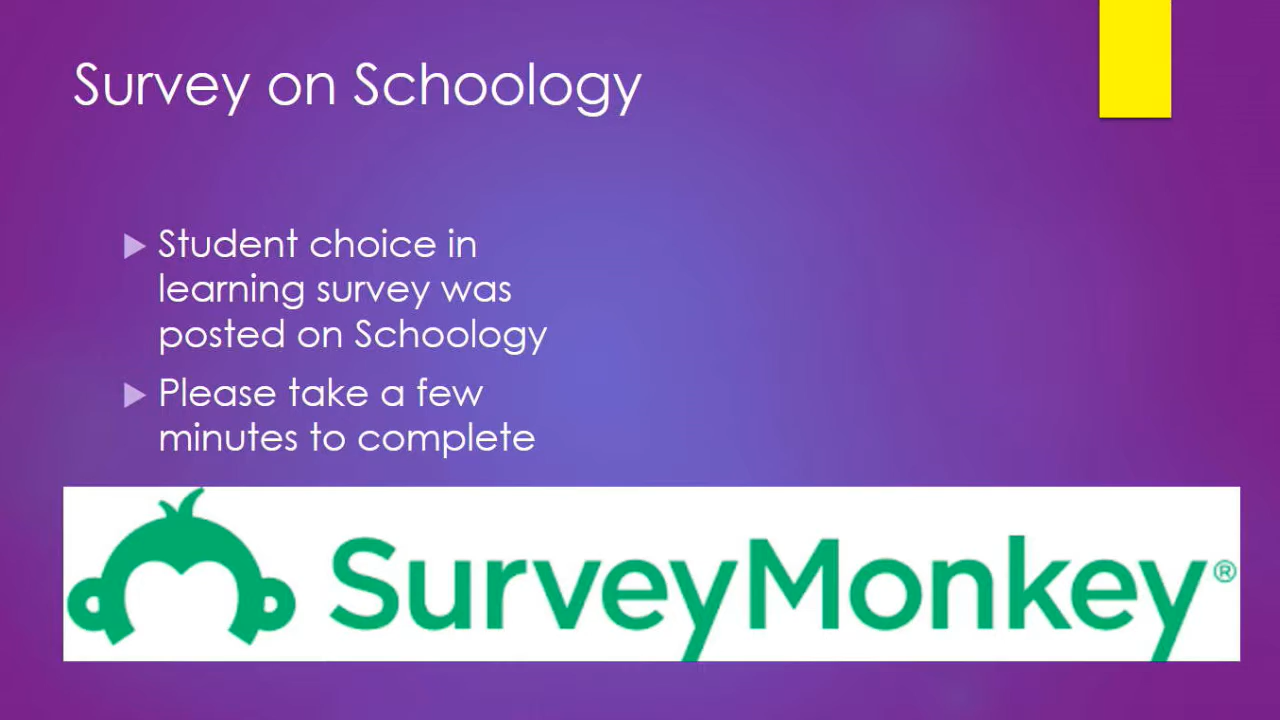 Survey on Schoology
Student choice in
learning survey was
posted on Schoology
Please take a few
minutes to complete
SurveyMonkey®